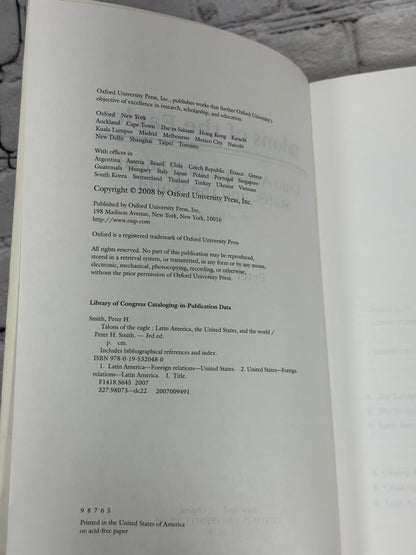 Oxford University Press, Inc., publishes works that further Oxford University's
objective of excellence in research, scholarship, and education.
Oxford New York
Auckland Cape Town Dar es Salaam Hong Kong Karachi
Kuala Lumpur Madrid Melbourne Mexico City Nairobi
New Delhi Shanghai Taipei Toronto
With offices in
Argentina Austria Brazil Chile Czech Republic France Greece
Guatemala Hungary Italy Japan Poland Portugal Singapore
South Korea Switzerland Thailand Turkey Ukraine Vietnam
Copyright © 2008 by Oxford University Press, Inc.
Published by Oxford University Press, Inc.
198 Madison Avenue, New York, New York, 10016
http://www.oup.com
Oxford is a registered trademark of Oxford University Press
All rights reserved. No part of this publication may be reproduced,
stored in a retrieval system, or transmitted, in any form or by any means,
electronic, mechanical, photocopying, recording, or otherwise,
without the prior permission of Oxford University Press.
Library of Congress Cataloging-in-Publication Data
Smith, Peter H.
Talons of the eagle : Latin America, the United States, and the world /
Peter H. Smith. — 3rd ed.
p. cm.
Includes bibliographical references and index.
ISBN 978-0-19-532048-0
1. Latin America—Foreign relations—United States. 2. United States—Foreign
relations—Latin America. I. Title.
F1418.S645 2007
327.98073—dc22 2007009491
9 8 7 6 5
Printed in the United States of America
on acid-free paper